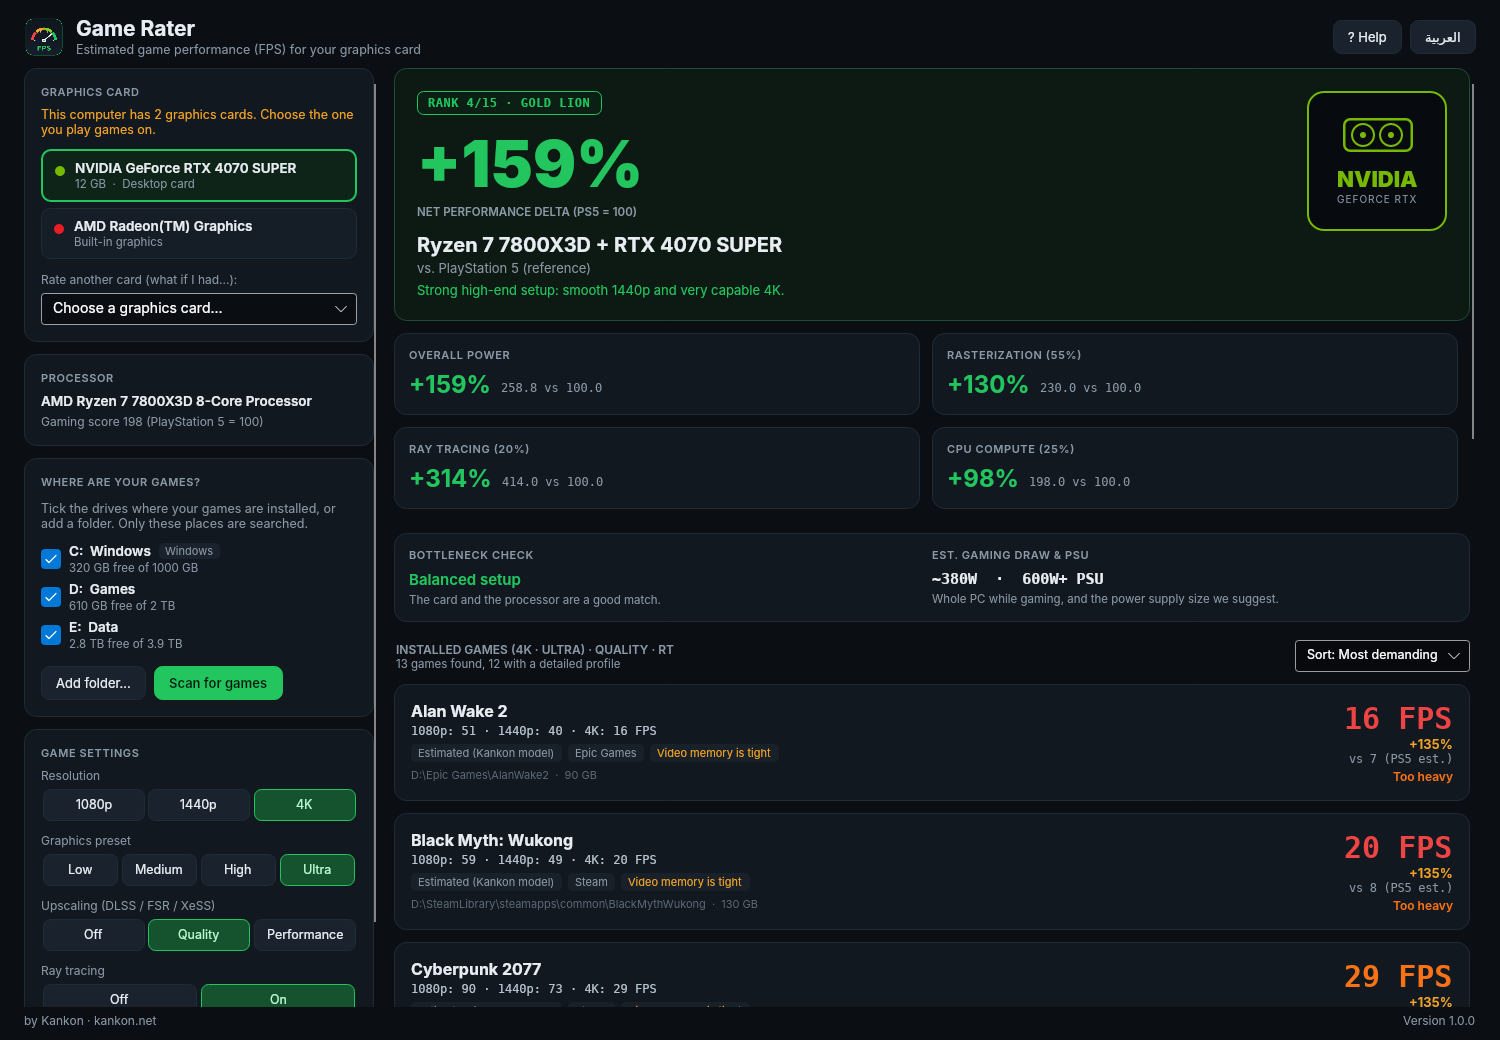 FPS
Game Rater
Estimated game performance (FPS) for your graphics card
? Help
العربية
GRAPHICS CARD
This computer has 2 graphics cards. Choose the one
you play games on.
NVIDIA GeForce RTX 4070 SUPER
12 GB · Desktop card
AMD Radeon(TM) Graphics
Built-in graphics
Rate another card (what if I had...):
Choose a graphics card...
PROCESSOR
AMD Ryzen 7 7800X3D 8-Core Processor
Gaming score 198 (PlayStation 5 = 100)
WHERE ARE YOUR GAMES?
Tick the drives where your games are installed, or
add a folder. Only these places are searched.
C: Windows Windows
320 GB free of 1000 GB
D: Games
610 GB free of 2 TB
E: Data
2.8 TB free of 3.9 TB
Add folder... Scan for games
GAME SETTINGS
Resolution
1080p 1440p 4K
Graphics preset
Low Medium High Ultra
Upscaling (DLSS / FSR / XeSS)
Off Quality Performance
Ray tracing
Off On
RANK 4/15 · GOLD LION
+159%
NET PERFORMANCE DELTA (PS5 = 100)
Ryzen 7 7800X3D + RTX 4070 SUPER
vs. PlayStation 5 (reference)
Strong high-end setup: smooth 1440p and very capable 4K.
NVIDIA
GEFORCE RTX
OVERALL POWER
+159% 258.8 vs 100.0
RASTERIZATION (55%)
+130% 230.0 vs 100.0
RAY TRACING (20%)
+314% 414.0 vs 100.0
CPU COMPUTE (25%)
+98% 198.0 vs 100.0
BOTTLENECK CHECK
Balanced setup
The card and the processor are a good match.
EST. GAMING DRAW & PSU
~380W · 600W+ PSU
Whole PC while gaming, and the power supply size we suggest.
INSTALLED GAMES (4K · ULTRA) · QUALITY · RT
13 games found, 12 with a detailed profile
Sort: Most demanding
Alan Wake 2
1080p: 51 · 1440p: 40 · 4K: 16 FPS
Estimated (Kankon model) Epic Games Video memory is tight
D:\Epic Games\AlanWake2 · 90 GB
16 FPS
+135%
vs 7 (PS5 est.)
Too heavy
Black Myth: Wukong
1080p: 59 · 1440p: 49 · 4K: 20 FPS
Estimated (Kankon model) Steam Video memory is tight
D:\SteamLibrary\steamapps\common\BlackMythWukong · 130 GB
20 FPS
+135%
vs 8 (PS5 est.)
Too heavy
Cyberpunk 2077
1080p: 90 · 1440p: 73 · 4K: 29 FPS
29 FPS
+135%
by Kankon · kankon.net
Version 1.0.0